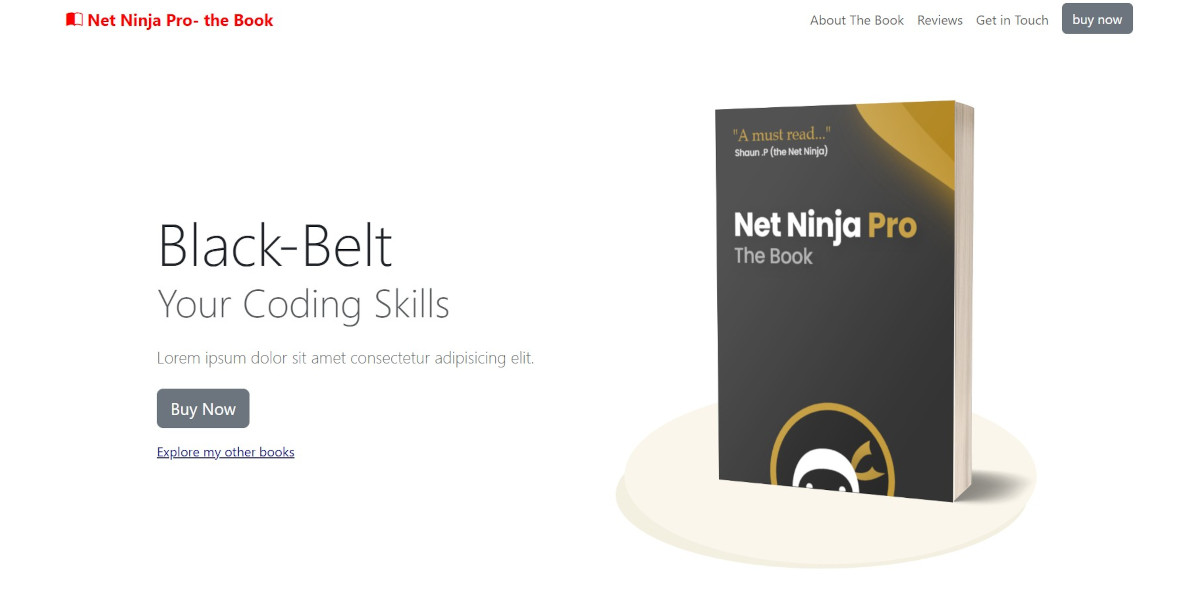 Net Ninja Pro- the Book
About The Book
Reviews
Get in Touch
buy now
Black-Belt
Your Coding Skills
Lorem ipsum dolor sit amet consectetur adipisicing elit.
Buy Now
Explore my other books
"A must read..."
Shaun .P (the Net Ninja)
Net Ninja Pro
The Book